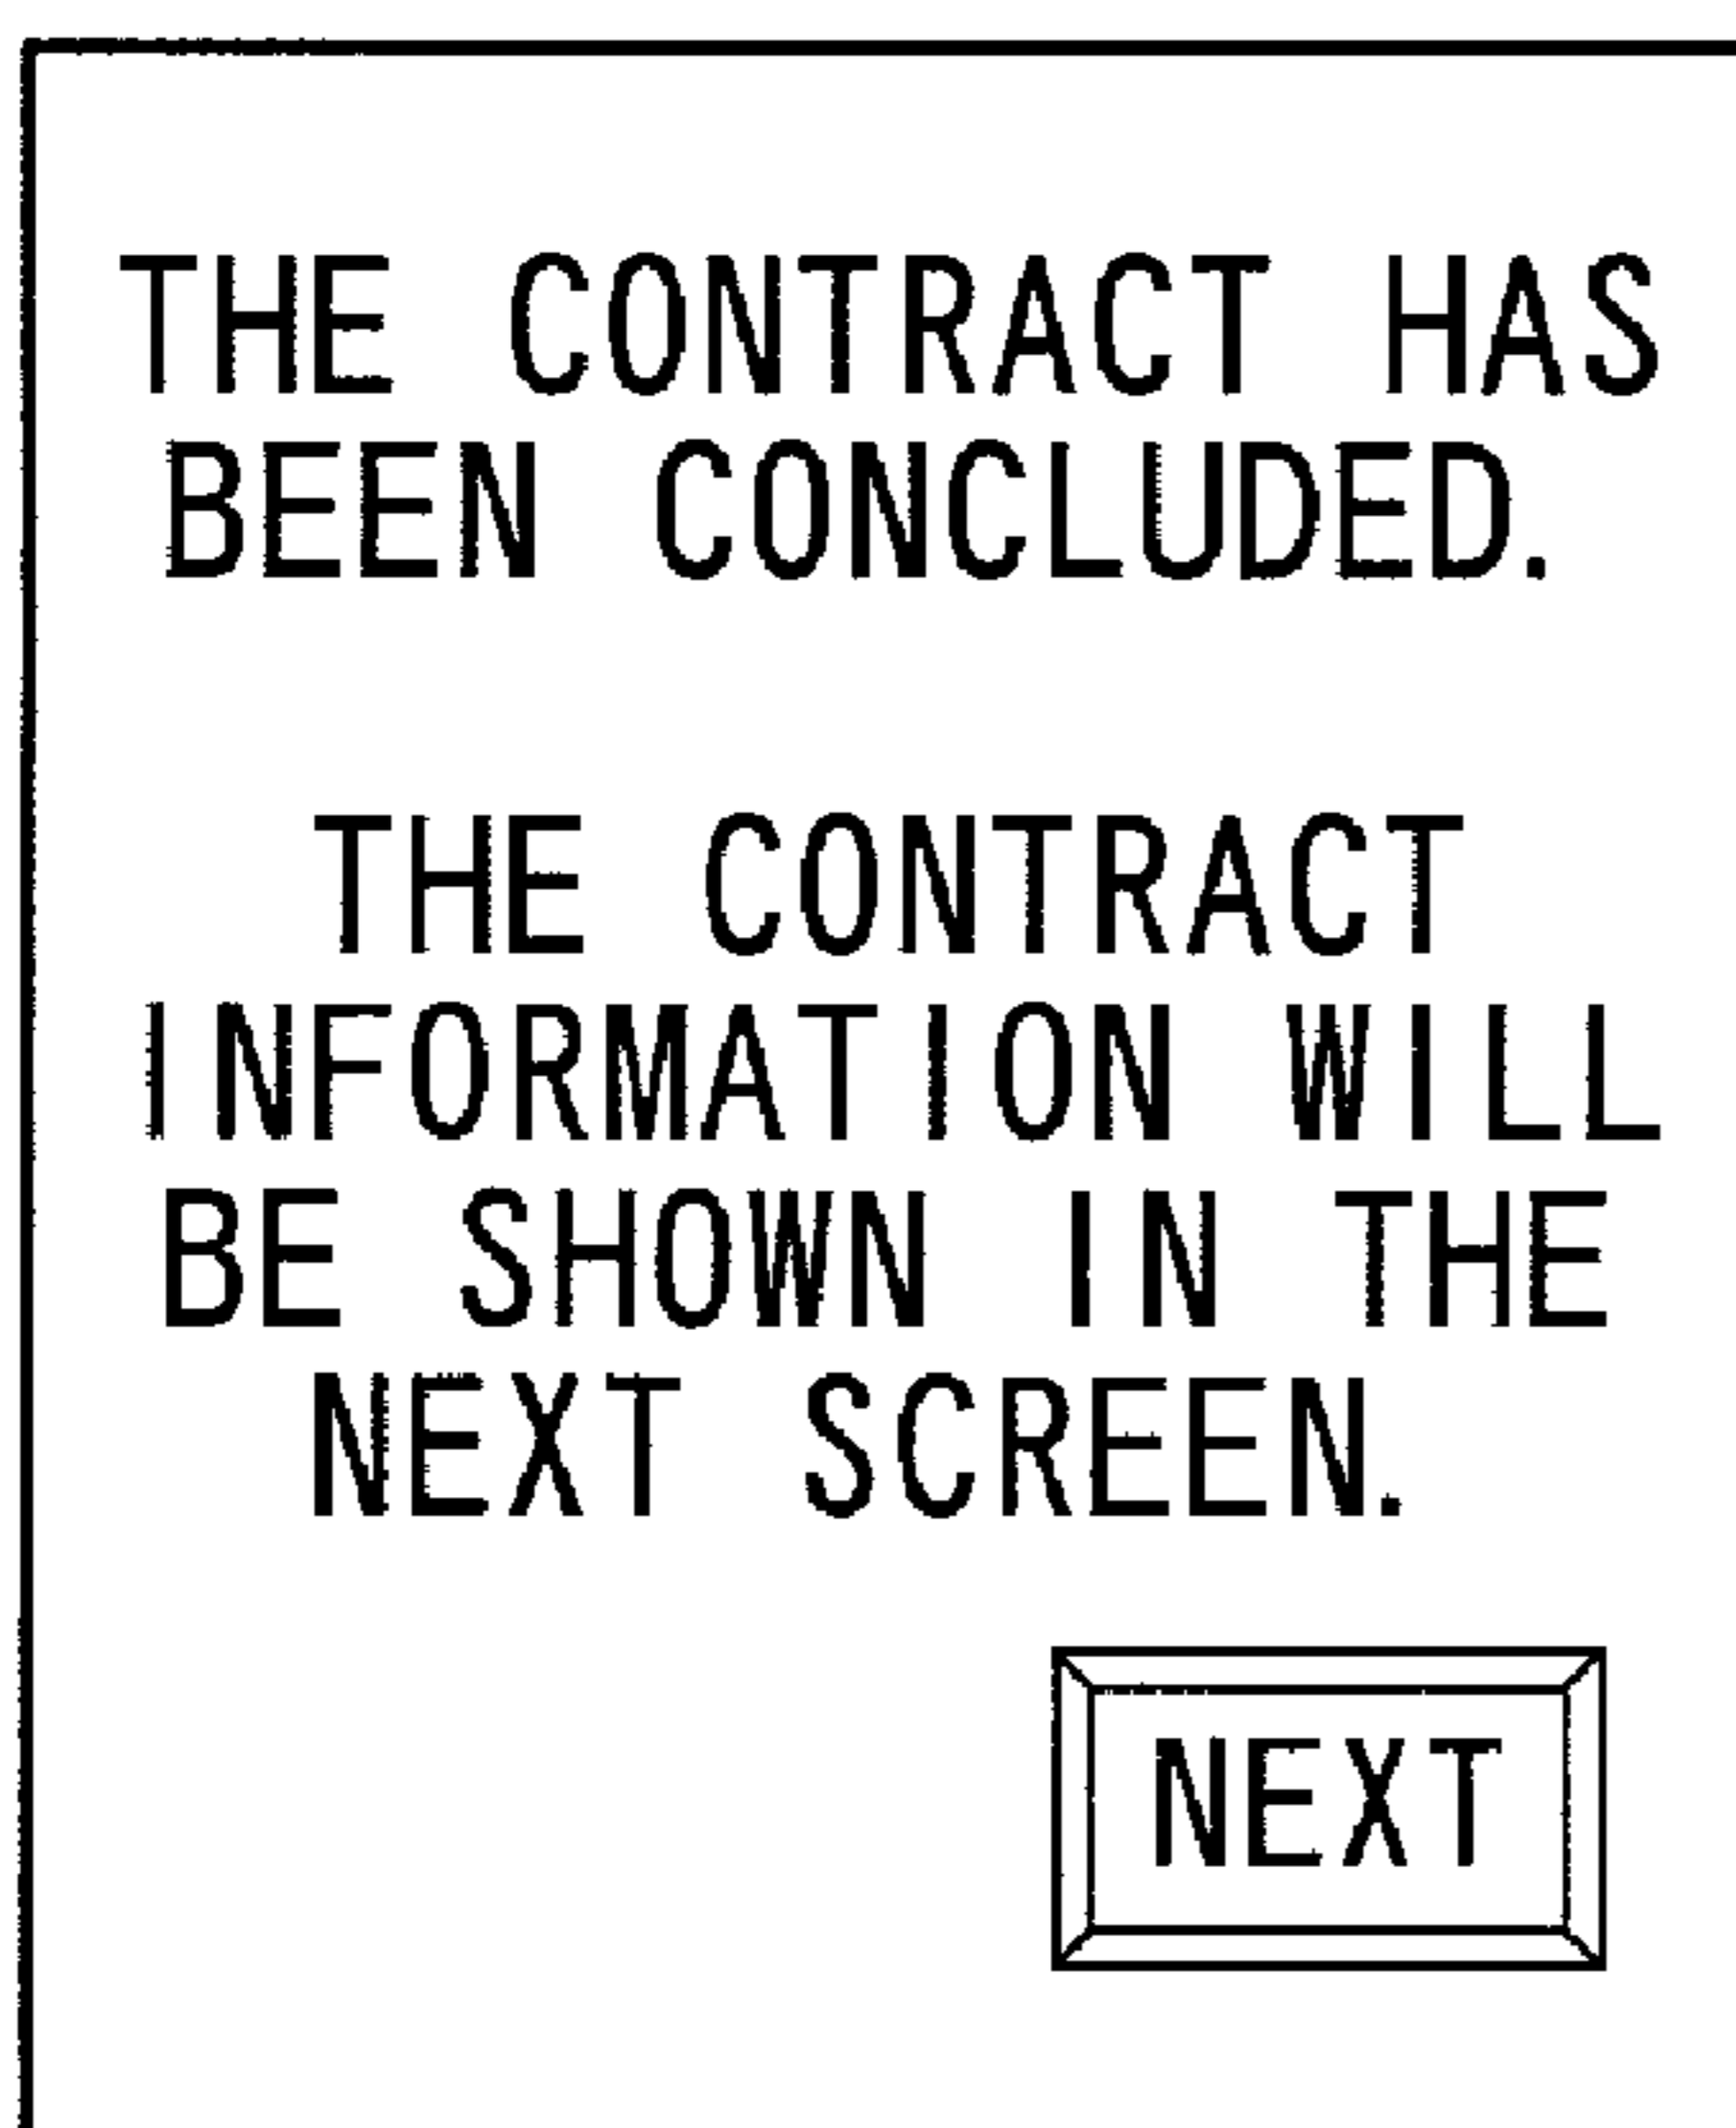 THE CONTRACT HAS
BEEN CONCLUDED.
THE CONTRACT
INFORMATION WILL
BE SHOWN IN THE
NEXT SCREEN.
NEXT